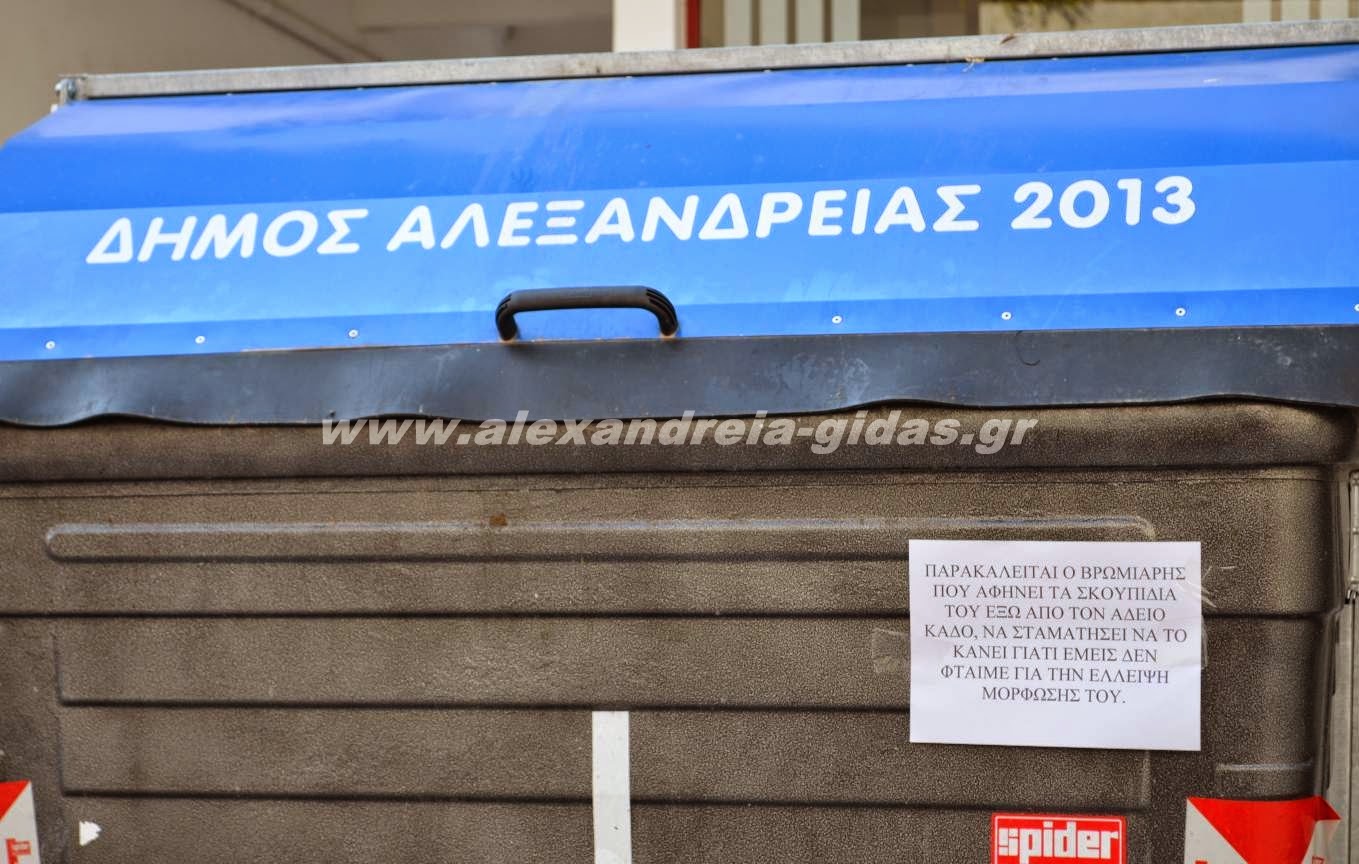 ΔΗΜΟΣ ΑΛΕΞΑΝΔΡΕΙΑΣ 2013
www.alexandreia-gidas.gr
ΠΑΡΑΚΑΛΕΙΤΑΙ Ο ΒΡΩΜΙΑΡΗΣ
ΠΟΥ ΑΦΗΝΕΙ ΤΑ ΣΚΟΥΠΙΔΙΑ
ΤΟΥ ΕΞΩ ΑΠΟ ΤΟΝ ΑΔΕΙΟ
ΚΑΔΟ, ΝΑ ΣΤΑΜΑΤΗΣΕΙ ΝΑ ΤΟ
ΚΑΝΕΙ ΓΙΑΤΙ ΕΜΕΙΣ ΔΕΝ
ΦΤΑΙΜΕ ΓΙΑ ΤΗΝ ΕΛΛΕΙΨΗ
ΜΟΡΦΩΣΗΣ ΤΟΥ.
spider